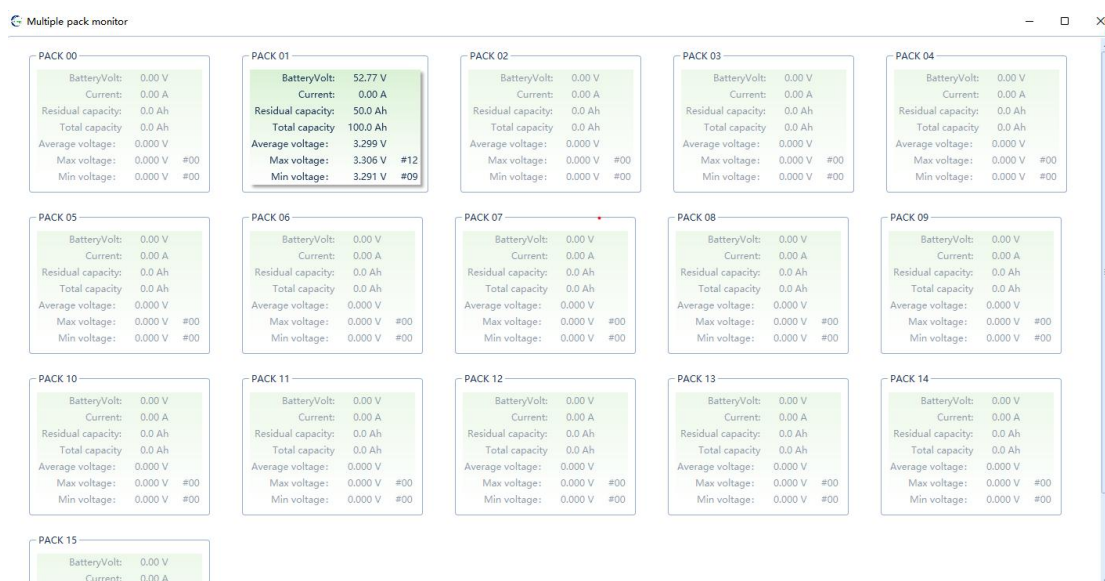 Multiple pack monitor
PACK 00
BatteryVolt: 0.00 V
Current: 0.00 A
Residual capacity: 0.0 Ah
Total capacity 0.0 Ah
Average voltage: 0.000 V
Max voltage: 0.000 V #00
Min voltage: 0.000 V #00
PACK 01
BatteryVolt: 52.77 V
Current: 0.00 A
Residual capacity: 50.0 Ah
Total capacity 100.0 Ah
Average voltage: 3.299 V
Max voltage: 3.306 V #12
Min voltage: 3.291 V #09
PACK 02
BatteryVolt: 0.00 V
Current: 0.00 A
Residual capacity: 0.0 Ah
Total capacity 0.0 Ah
Average voltage: 0.000 V
Max voltage: 0.000 V #00
Min voltage: 0.000 V #00
PACK 03
BatteryVolt: 0.00 V
Current: 0.00 A
Residual capacity: 0.0 Ah
Total capacity 0.0 Ah
Average voltage: 0.000 V
Max voltage: 0.000 V #00
Min voltage: 0.000 V #00
PACK 04
BatteryVolt: 0.00 V
Current: 0.00 A
Residual capacity: 0.0 Ah
Total capacity 0.0 Ah
Average voltage: 0.000 V
Max voltage: 0.000 V #00
Min voltage: 0.000 V #00
PACK 05
BatteryVolt: 0.00 V
Current: 0.00 A
Residual capacity: 0.0 Ah
Total capacity 0.0 Ah
Average voltage: 0.000 V
Max voltage: 0.000 V #00
Min voltage: 0.000 V #00
PACK 06
BatteryVolt: 0.00 V
Current: 0.00 A
Residual capacity: 0.0 Ah
Total capacity 0.0 Ah
Average voltage: 0.000 V
Max voltage: 0.000 V #00
Min voltage: 0.000 V #00
PACK 07
BatteryVolt: 0.00 V
Current: 0.00 A
Residual capacity: 0.0 Ah
Total capacity 0.0 Ah
Average voltage: 0.000 V
Max voltage: 0.000 V #00
Min voltage: 0.000 V #00
PACK 08
BatteryVolt: 0.00 V
Current: 0.00 A
Residual capacity: 0.0 Ah
Total capacity 0.0 Ah
Average voltage: 0.000 V
Max voltage: 0.000 V #00
Min voltage: 0.000 V #00
PACK 09
BatteryVolt: 0.00 V
Current: 0.00 A
Residual capacity: 0.0 Ah
Total capacity 0.0 Ah
Average voltage: 0.000 V
Max voltage: 0.000 V #00
Min voltage: 0.000 V #00
PACK 10
BatteryVolt: 0.00 V
Current: 0.00 A
Residual capacity: 0.0 Ah
Total capacity 0.0 Ah
Average voltage: 0.000 V
Max voltage: 0.000 V #00
Min voltage: 0.000 V #00
PACK 11
BatteryVolt: 0.00 V
Current: 0.00 A
Residual capacity: 0.0 Ah
Total capacity 0.0 Ah
Average voltage: 0.000 V
Max voltage: 0.000 V #00
Min voltage: 0.000 V #00
PACK 12
BatteryVolt: 0.00 V
Current: 0.00 A
Residual capacity: 0.0 Ah
Total capacity 0.0 Ah
Average voltage: 0.000 V
Max voltage: 0.000 V #00
Min voltage: 0.000 V #00
PACK 13
BatteryVolt: 0.00 V
Current: 0.00 A
Residual capacity: 0.0 Ah
Total capacity 0.0 Ah
Average voltage: 0.000 V
Max voltage: 0.000 V #00
Min voltage: 0.000 V #00
PACK 14
BatteryVolt: 0.00 V
Current: 0.00 A
Residual capacity: 0.0 Ah
Total capacity 0.0 Ah
Average voltage: 0.000 V
Max voltage: 0.000 V #00
Min voltage: 0.000 V #00
PACK 15
BatteryVolt: 0.00 V
Current: 0.00 A